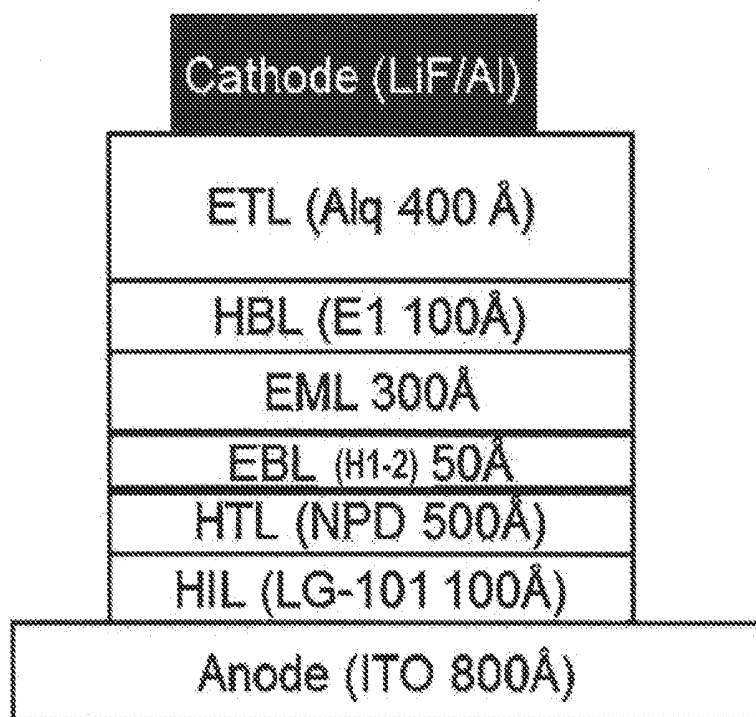 Cathode (LiF/Al)
ETL (Alq 400 Å)
HBL (E1 100Å)
EML 300Å
EBL (H1-2) 50Å
HTL (NPD 500Å)
HIL (LG-101 100Å)
Anode (ITO 800Å)